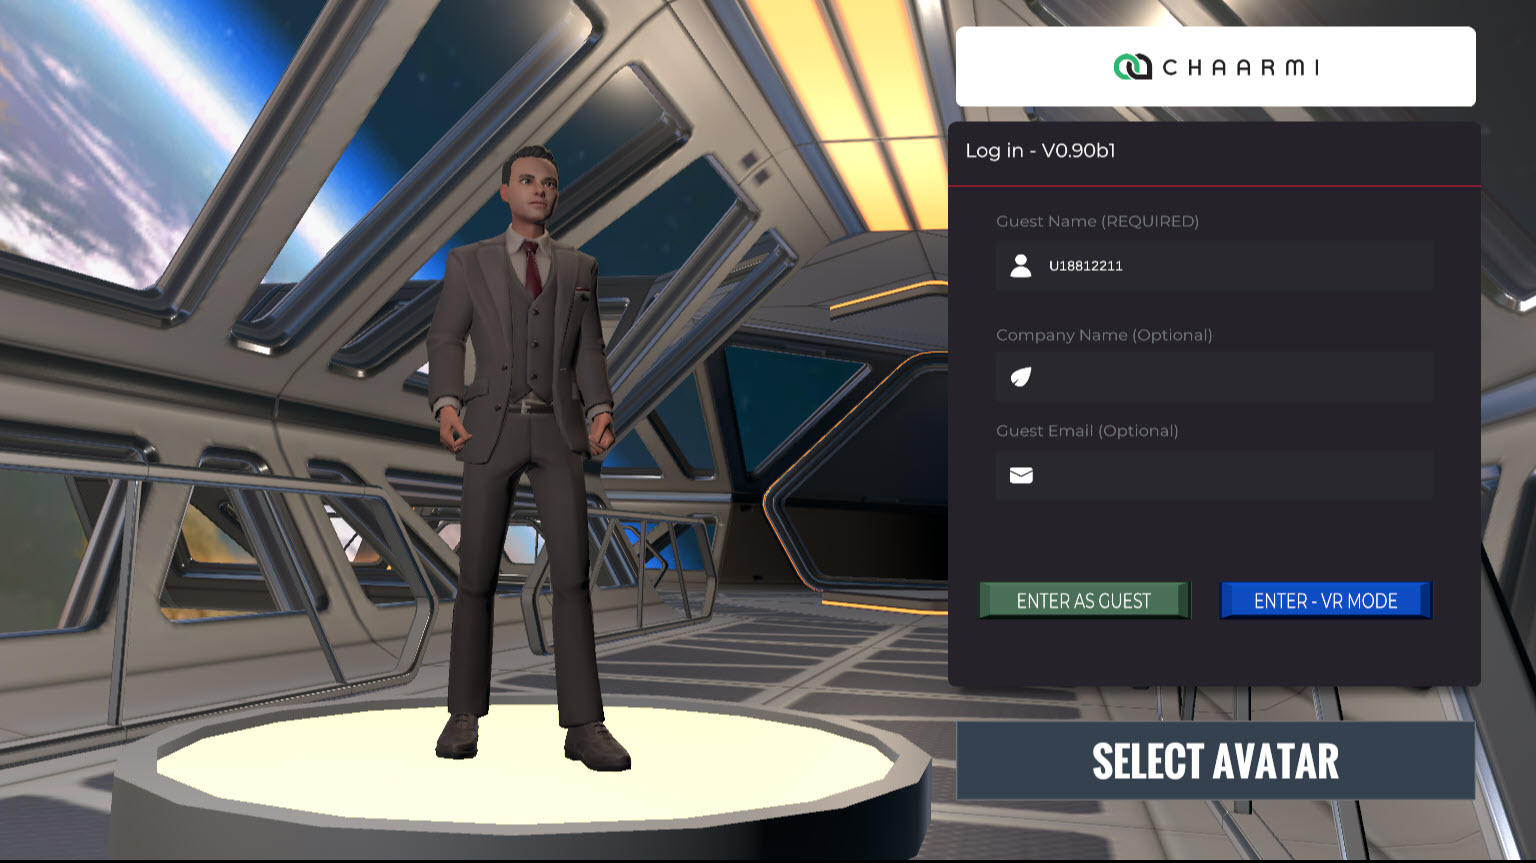 CHAARMI
Log in - V0.90b1
Guest Name (REQUIRED)
U18812211
Company Name (Optional)
Guest Email (Optional)
ENTER AS GUEST
ENTER - VR MODE
SELECT AVATAR